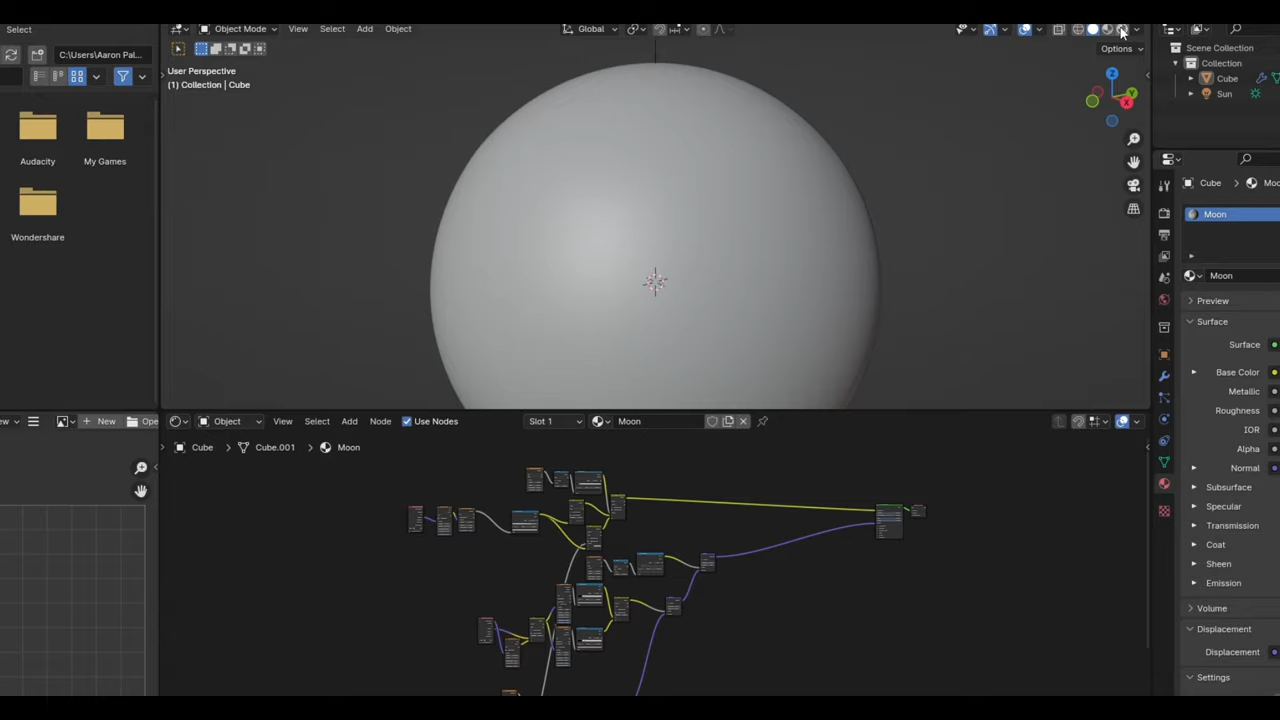 Select
Object Mode
View
Select
Add
Object
Global
C:\Users\Aaron Pal...
Options
User Perspective
(1) Collection | Cube
Z
Y
X
Scene Collection
Collection
Cube
Sun
Audacity
My Games
Wondershare
Cube
Moon
Moon
Preview
Surface
Surface
Base Color
Metallic
Roughness
IOR
Alpha
Normal
Subsurface
Specular
Transmission
Coat
Sheen
Emission
Volume
Displacement
Displacement
Settings
New
Ope
Object
View
Select
Add
Node
Use Nodes
Slot 1
Moon
Cube
Cube.001
Moon